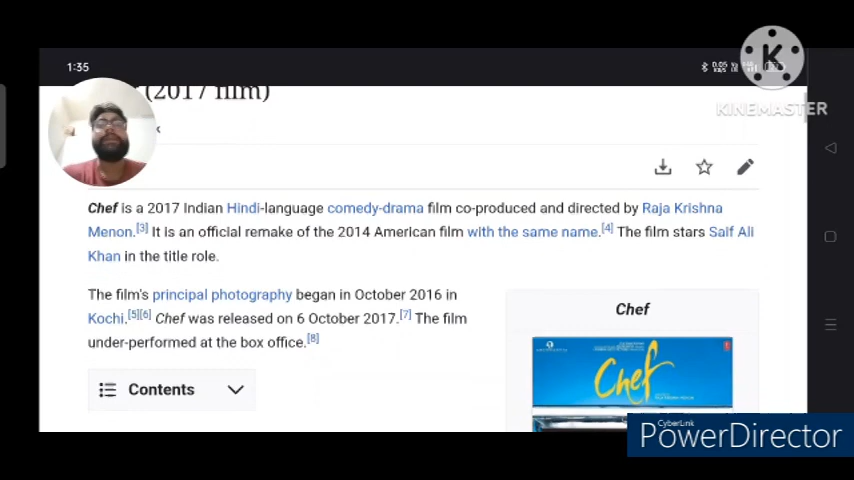 1:35
KINEMASTER
(2017 film)
Chef is a 2017 Indian Hindi-language comedy-drama film co-produced and directed by Raja Krishna
Menon.[3] It is an official remake of the 2014 American film with the same name.[4] The film stars Saif Ali
Khan in the title role.
The film's principal photography began in October 2016 in
Kochi.[5][6] Chef was released on 6 October 2017.[7] The film
under-performed at the box office.[8]
Contents
Chef
Chef
CyberLink
PowerDirector